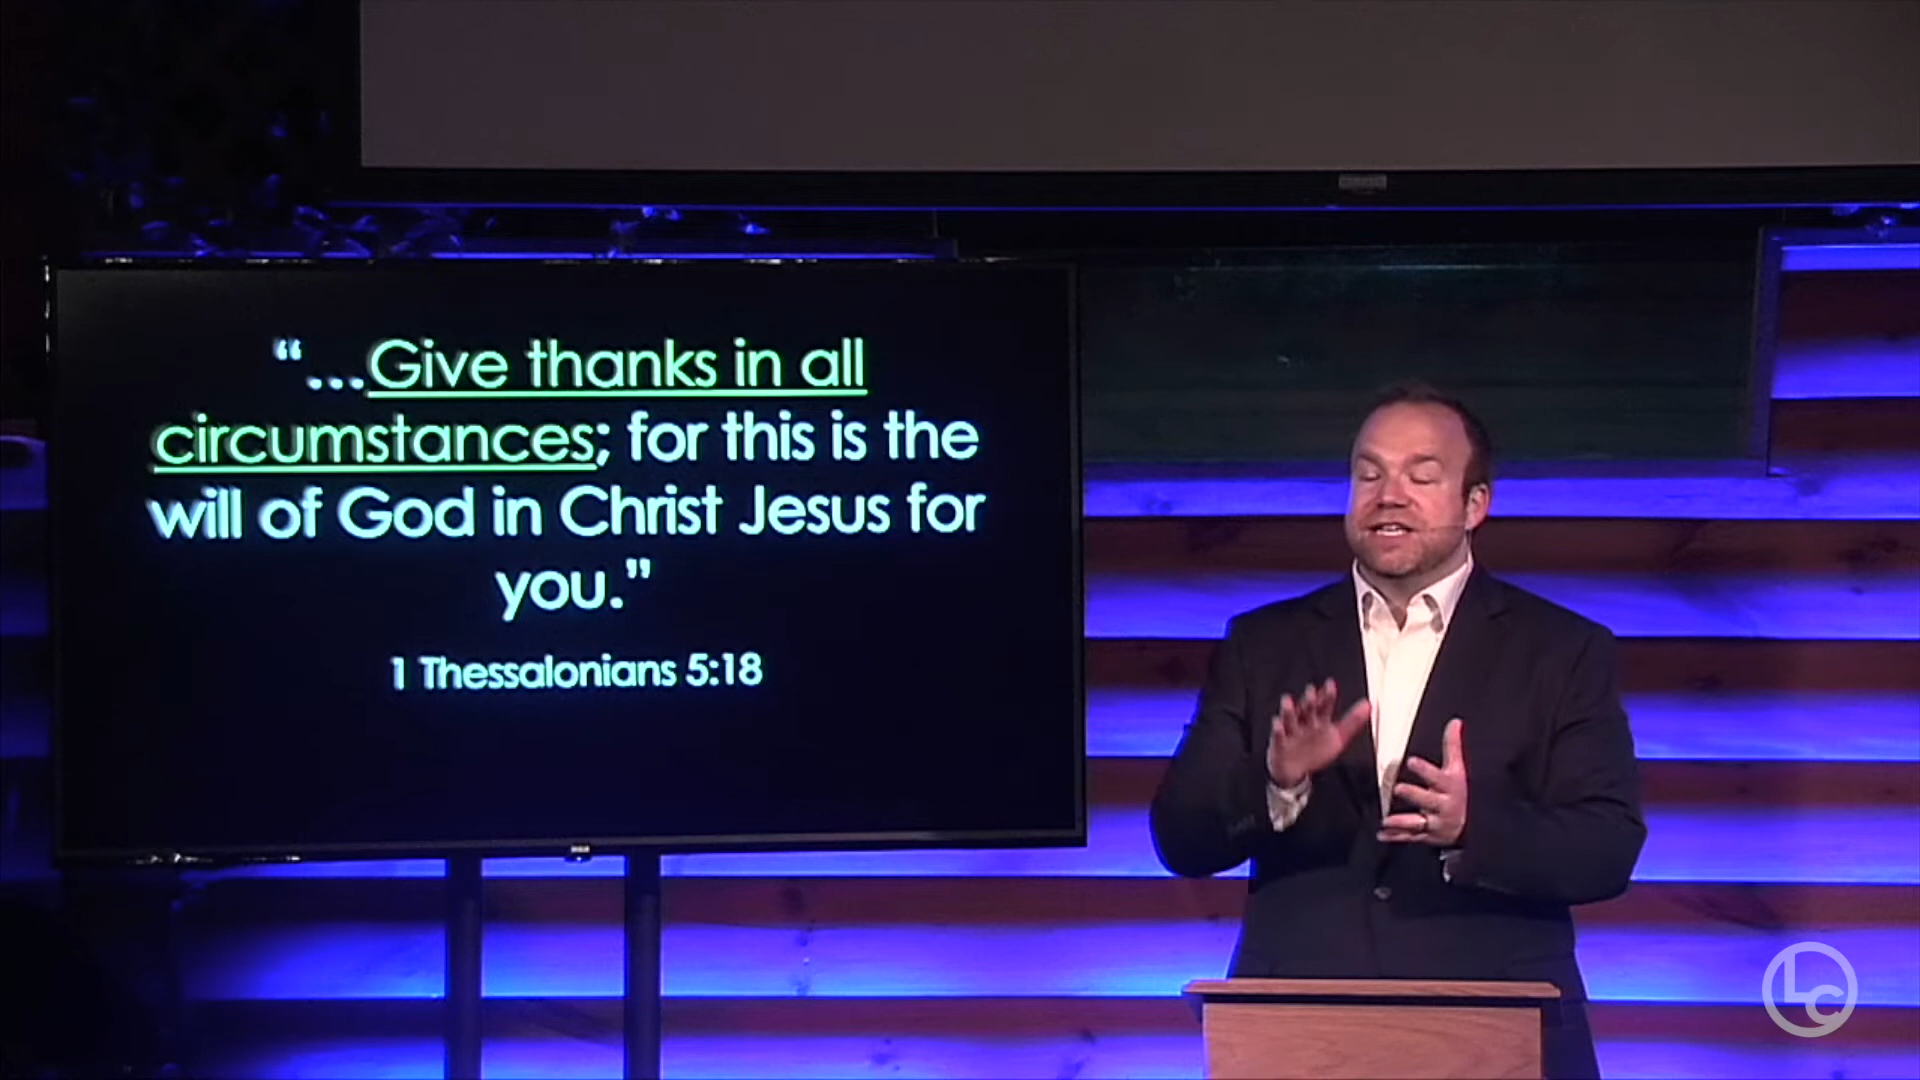 “…Give thanks in all
circumstances; for this is the
will of God in Christ Jesus for
you.”
1 Thessalonians 5:18
LC